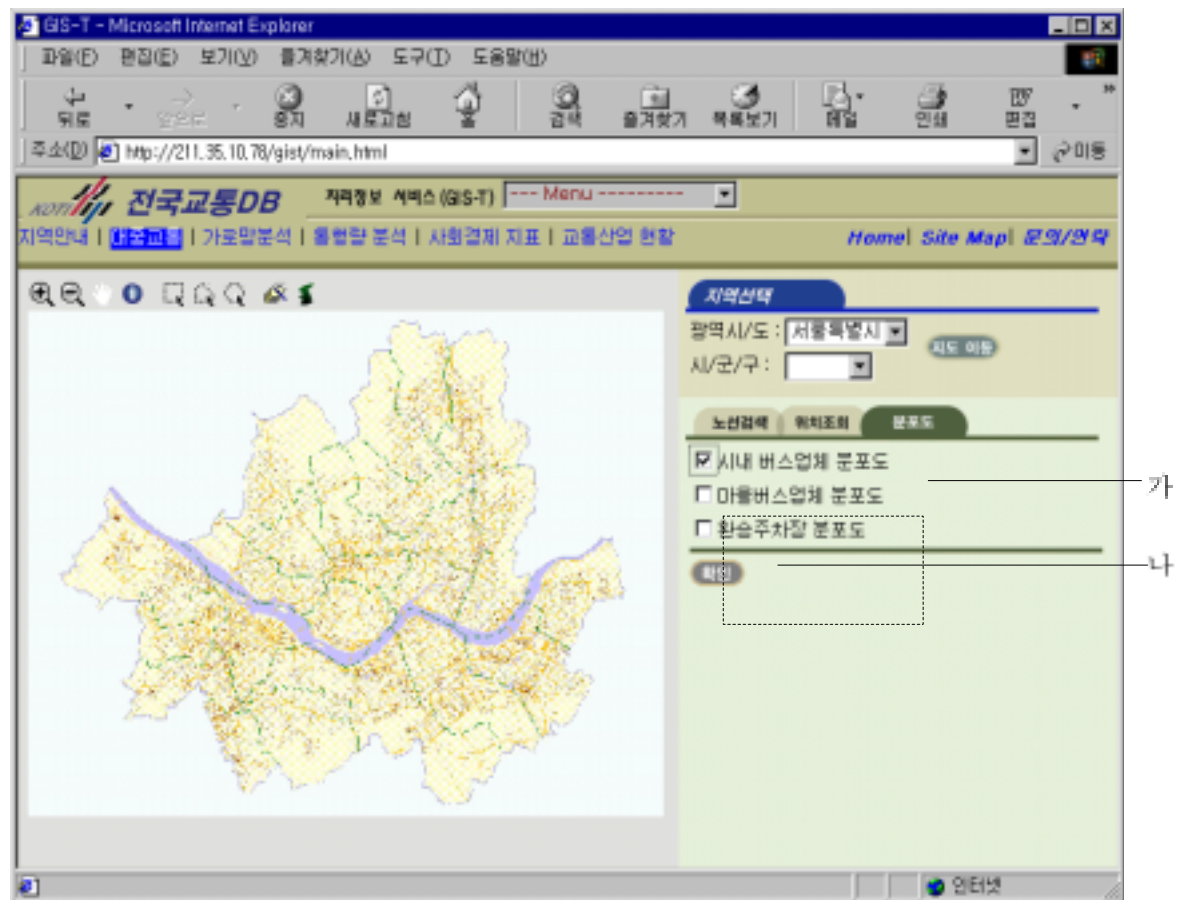 GIS-T - Microsoft Internet Explorer
파일(F) 편집(E) 보기(V) 즐겨찾기(A) 도구(T) 도움말(H)
뒤로 앞으로 중지 새로고침 홈 검색 즐겨찾기 목록보기 메일 인쇄 편집 »
주소(D) http://211.35.10.78/gist/main.html 이동
KOTI 전국교통DB 지리정보 서비스 (GIS-T) --- Menu ---------
지역안내 | 대중교통 | 가로망분석 | 통행량 분석 | 사회경제 지표 | 교통산업 현황 Home| Site Map| 문의/연락
지역선택
광역시/도 : 서울특별시
지도 이동
시/군/구 :
노선검색 위치조회 분포도
시내 버스업체 분포도
가
마을버스업체 분포도
환승주차장 분포도
확인
나
인터넷